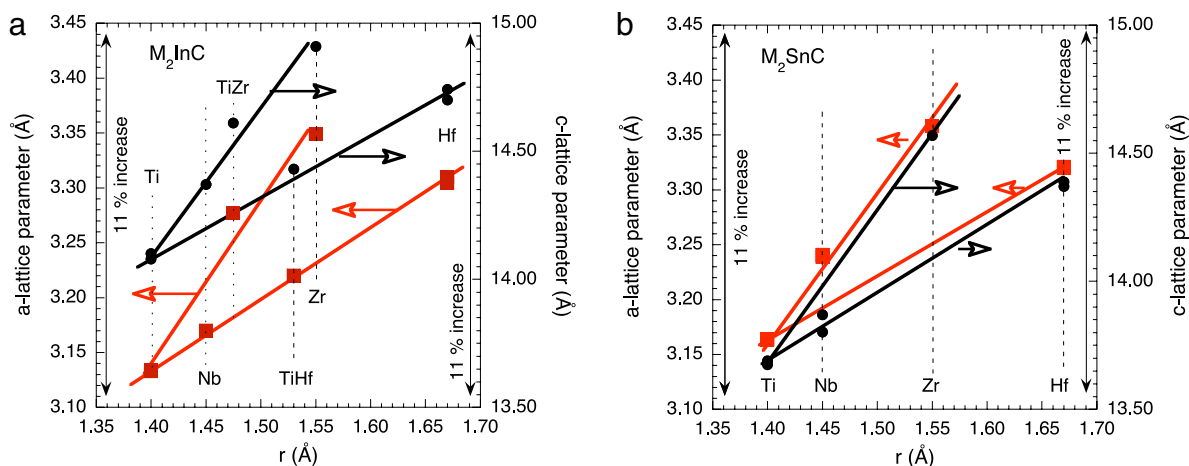 a
M2InC
11 % increase
11 % increase
Ti
TiZr
Hf
Nb
TiHf
Zr
3.45
3.40
3.35
3.30
3.25
3.20
3.15
3.10
a-lattice parameter (Å)
15.00
14.50
14.00
13.50
c-lattice parameter (Å)
1.35 1.40 1.45 1.50 1.55 1.60 1.65 1.70
r (Å)
b
M2SnC
11 % increase
11 % increase
Ti
Nb
Zr
Hf
3.45
3.40
3.35
3.30
3.25
3.20
3.15
3.10
a-lattice parameter (Å)
15.00
14.50
14.00
13.50
c-lattice parameter (Å)
1.35 1.40 1.45 1.50 1.55 1.60 1.65 1.70
r (Å)